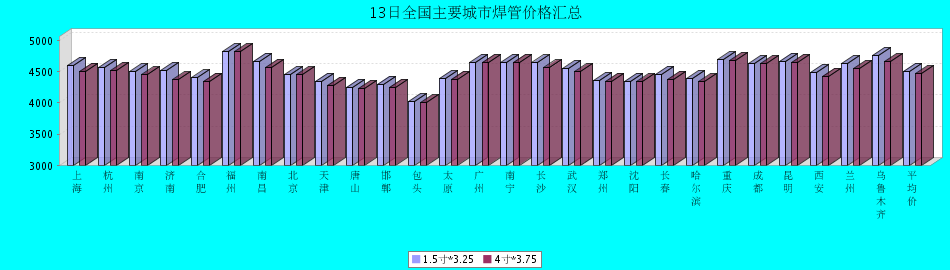 13日全国主要城市焊管价格汇总
5000
4500
4000
3500
3000
上海 杭州 南京 济南 合肥 福州 南昌 北京 天津 唐山 邯郸 包头 太原 广州 南宁 长沙 武汉 郑州 沈阳 长春 哈尔滨 重庆 成都 昆明 西安 兰州 乌鲁木齐 平均价
1.5寸*3.25 4寸*3.75